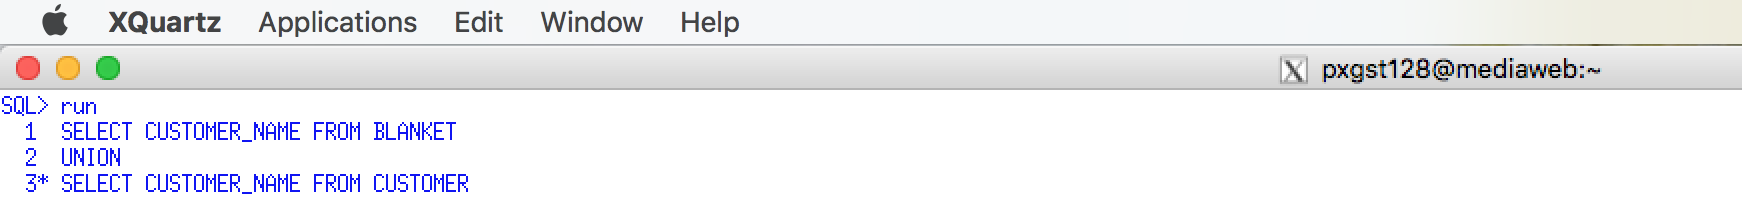 XQuartz Applications Edit Window Help
X pxgst128@mediaweb:~
SQL> run
1 SELECT CUSTOMER_NAME FROM BLANKET
2 UNION
3* SELECT CUSTOMER_NAME FROM CUSTOMER